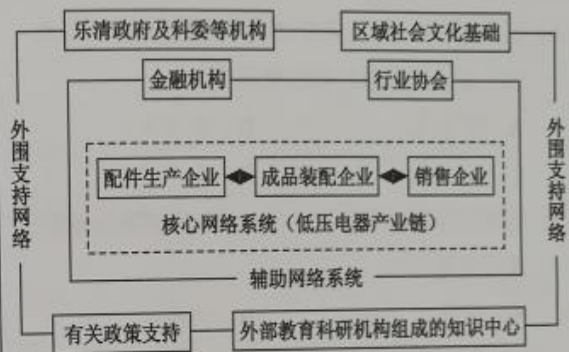 乐清政府及科委等机构
区域社会文化基础
金融机构
行业协会
外围支持网络
外围支持网络
配件生产企业
成品装配企业
销售企业
核心网络系统（低压电器产业链）
辅助网络系统
有关政策支持
外部教育科研机构组成的知识中心